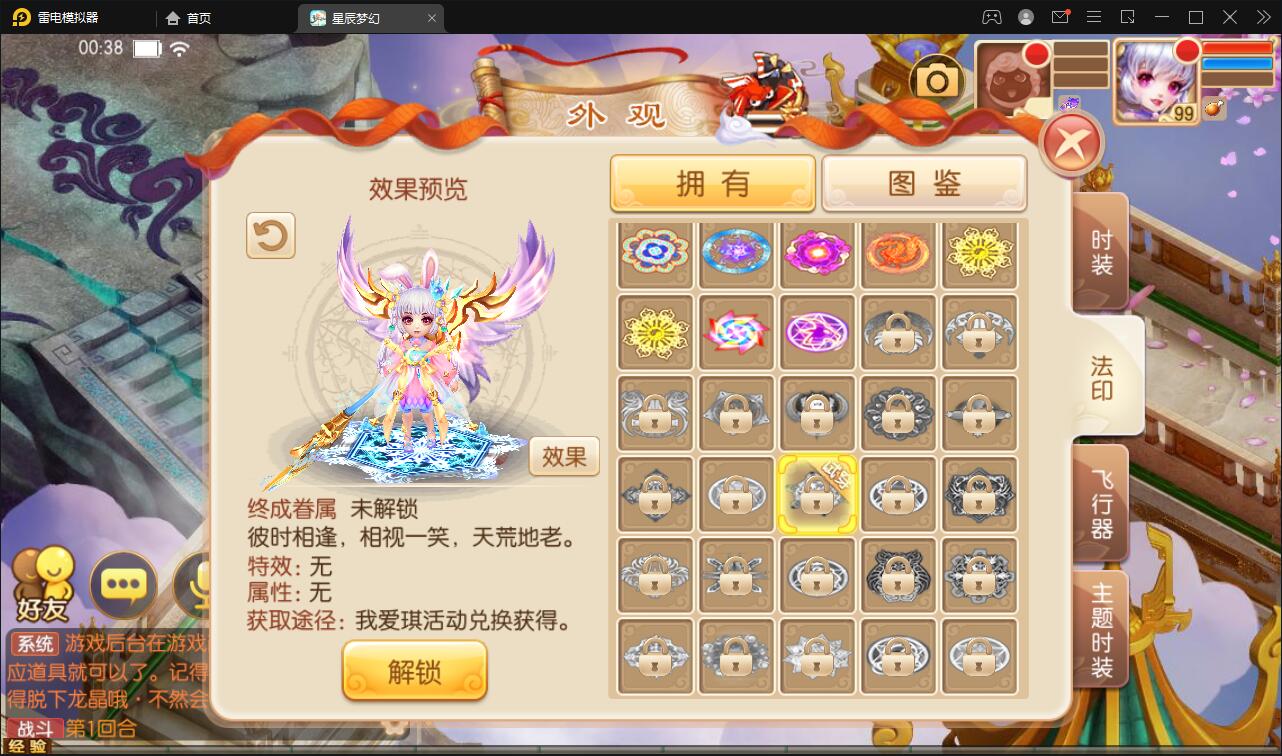 雷电模拟器
首页
星辰梦幻
00:38
外观
99
效果预览
拥有
图鉴
时装
法印
飞行器
主题时装
试穿
效果
终成眷属 未解锁
彼时相逢，相视一笑，天荒地老。
特效：无
属性：无
获取途径：我爱琪活动兑换获得。
解锁
好友
系统 游戏后台在游戏
应道具就可以了。记得
得脱下龙晶哦·不然会
战斗 第1回合
经验